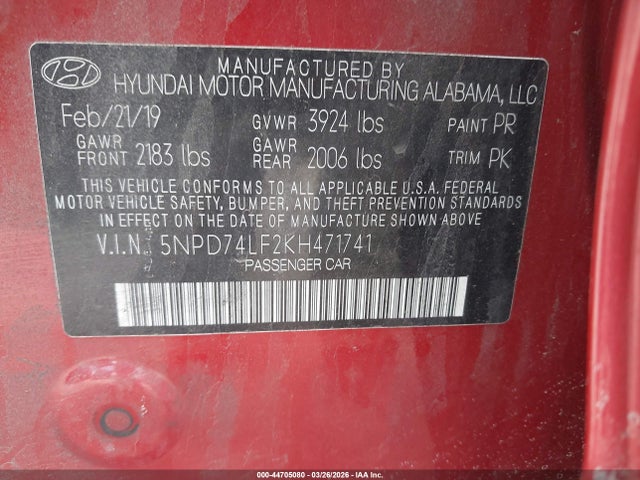 MANUFACTURED BY
HYUNDAI MOTOR MANUFACTURING ALABAMA, LLC
Feb/21/19 GVWR 3924 lbs PAINT PR
GAWR FRONT 2183 lbs GAWR REAR 2006 lbs TRIM PK
THIS VEHICLE CONFORMS TO ALL APPLICABLE U.S.A. FEDERAL
MOTOR VEHICLE SAFETY, BUMPER, AND THEFT PREVENTION STANDARDS
IN EFFECT ON THE DATE OF MANUFACTURE SHOWN ABOVE.
V.I.N. 5NPD74LF2KH471741
PASSENGER CAR
000-44705080 - 03/26/2026 - IAA Inc.